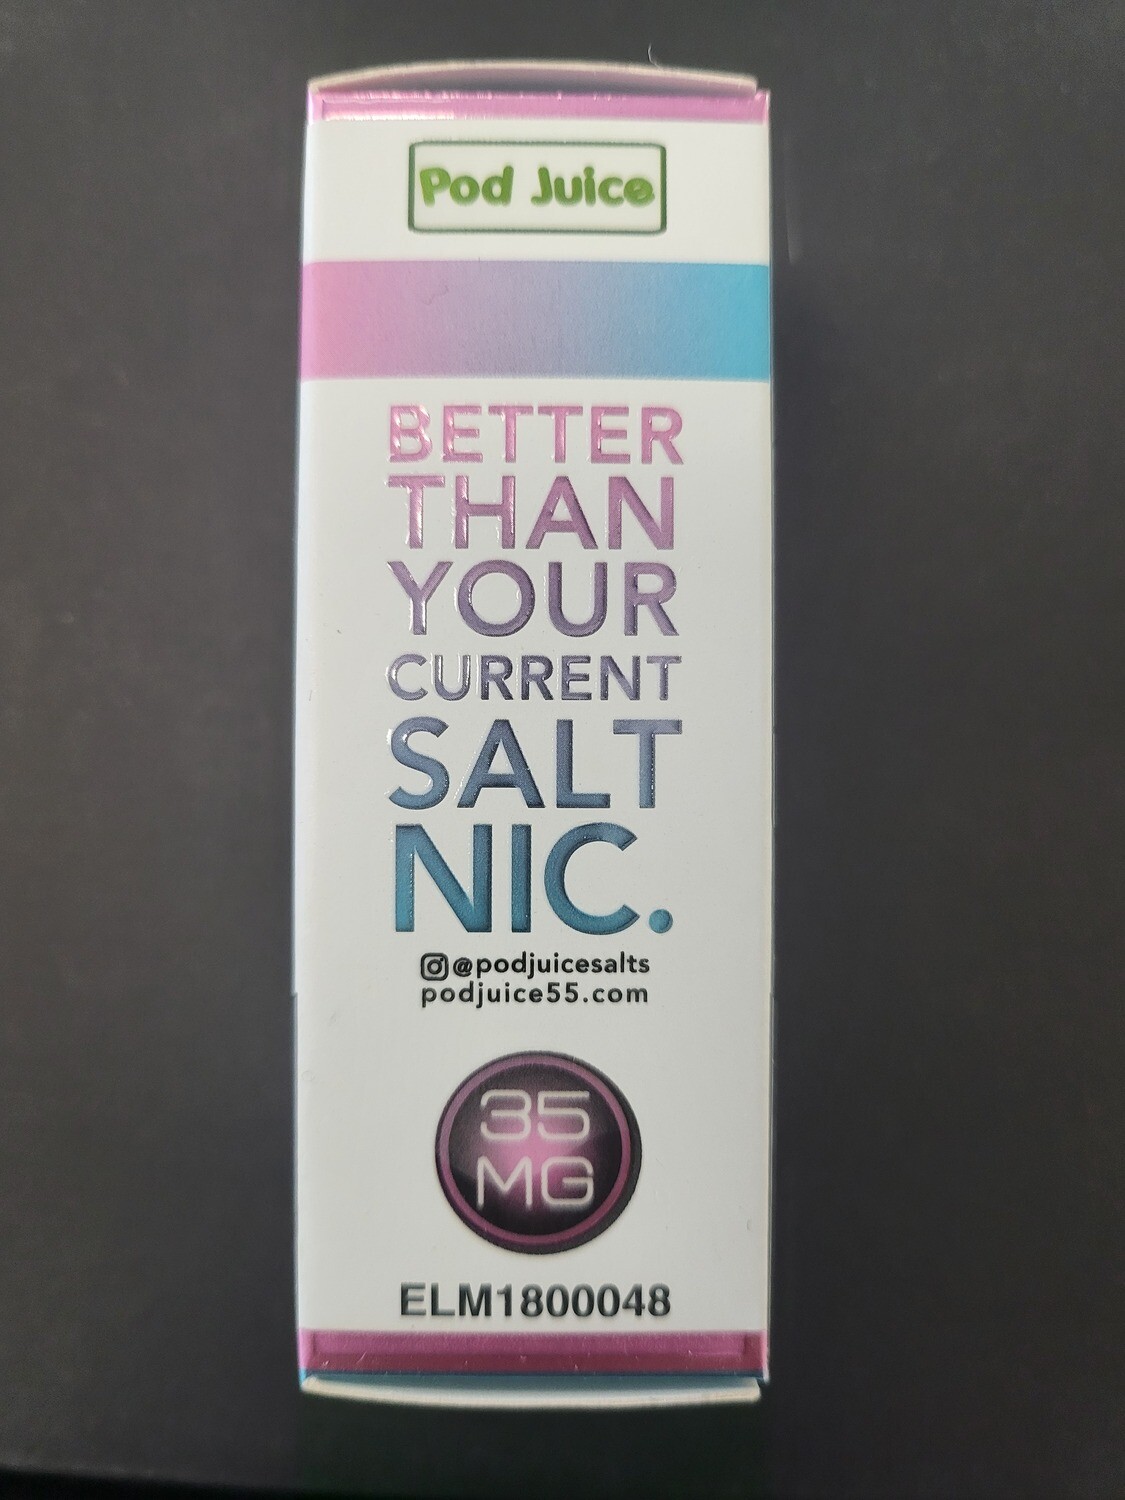 Pod Juice
BETTER
THAN
YOUR
CURRENT
SALT
NIC.
@podjuicesalts
podjuice55.com
35
MG
ELM1800048